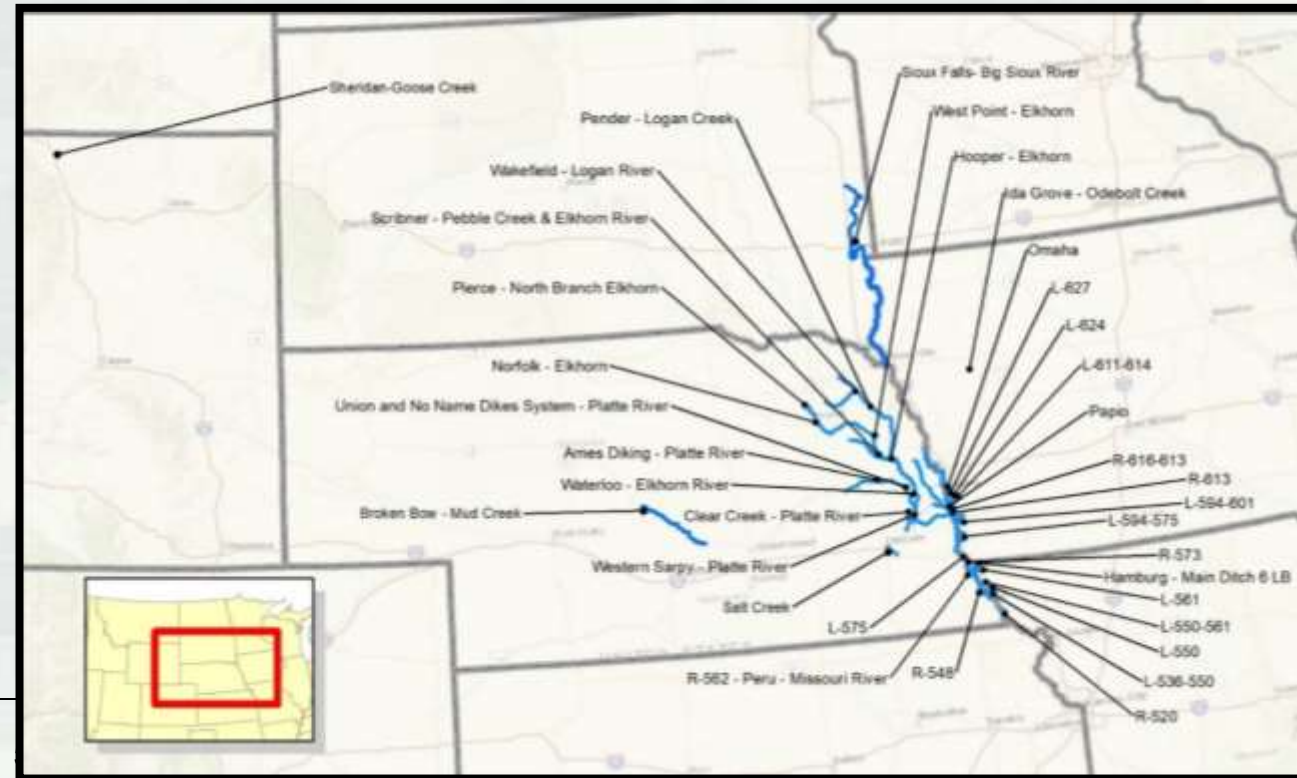 Sheridan-Goose Creek
Sioux Falls- Big Sioux River
West Point - Elkhorn
Pender - Logan Creek
Hooper - Elkhorn
Wakefield - Logan River
Ida Grove - Odebolt Creek
Scribner - Pebble Creek & Elkhorn River
Omaha
Pierce - North Branch Elkhorn
L-627
L-624
Norfolk - Elkhorn
L-611-614
Union and No Name Dikes System - Platte River
Papio
Ames Diking - Platte River
R-616-613
Waterloo - Elkhorn River
R-613
Broken Bow - Mud Creek
Clear Creek - Platte River
L-594-601
L-594-575
Western Sarpy - Platte River
R-573
Hamburg - Main Ditch 6 LB
Salt Creek
L-561
L-575
L-550-561
L-550
R-562 - Peru - Missouri River
R-548
L-536-550
R-520